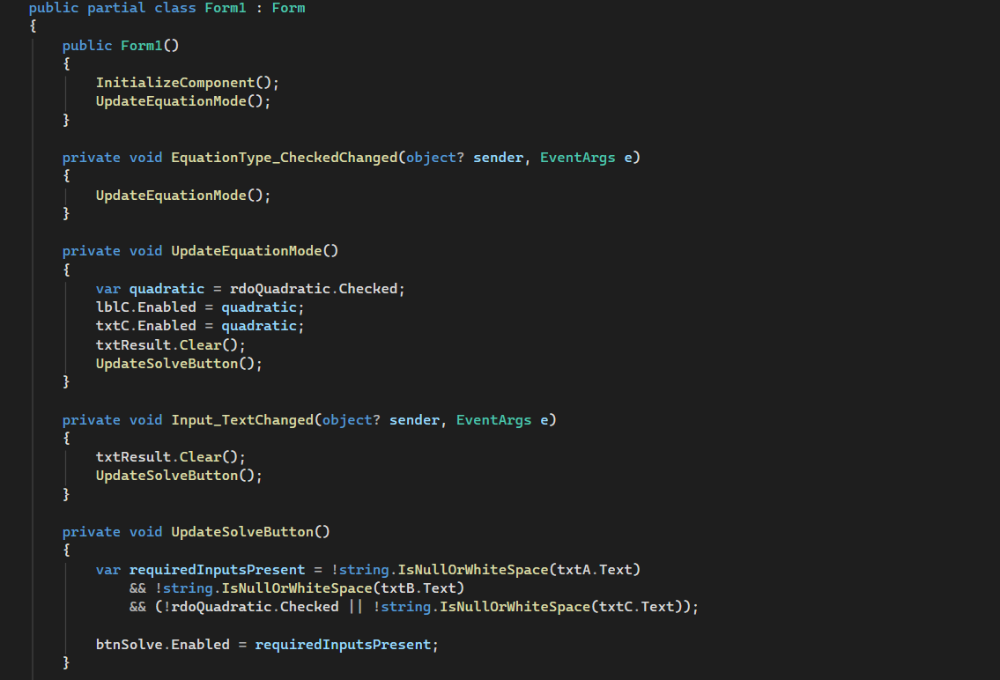 public partial class Form1 : Form
{
    public Form1()
    {
        InitializeComponent();
        UpdateEquationMode();
    }

    private void EquationType_CheckedChanged(object? sender, EventArgs e)
    {
        UpdateEquationMode();
    }

    private void UpdateEquationMode()
    {
        var quadratic = rdoQuadratic.Checked;
        lblC.Enabled = quadratic;
        txtC.Enabled = quadratic;
        txtResult.Clear();
        UpdateSolveButton();
    }

    private void Input_TextChanged(object? sender, EventArgs e)
    {
        txtResult.Clear();
        UpdateSolveButton();
    }

    private void UpdateSolveButton()
    {
        var requiredInputsPresent = !string.IsNullOrWhiteSpace(txtA.Text)
            && !string.IsNullOrWhiteSpace(txtB.Text)
            && (!rdoQuadratic.Checked || !string.IsNullOrWhiteSpace(txtC.Text));

        btnSolve.Enabled = requiredInputsPresent;
    }